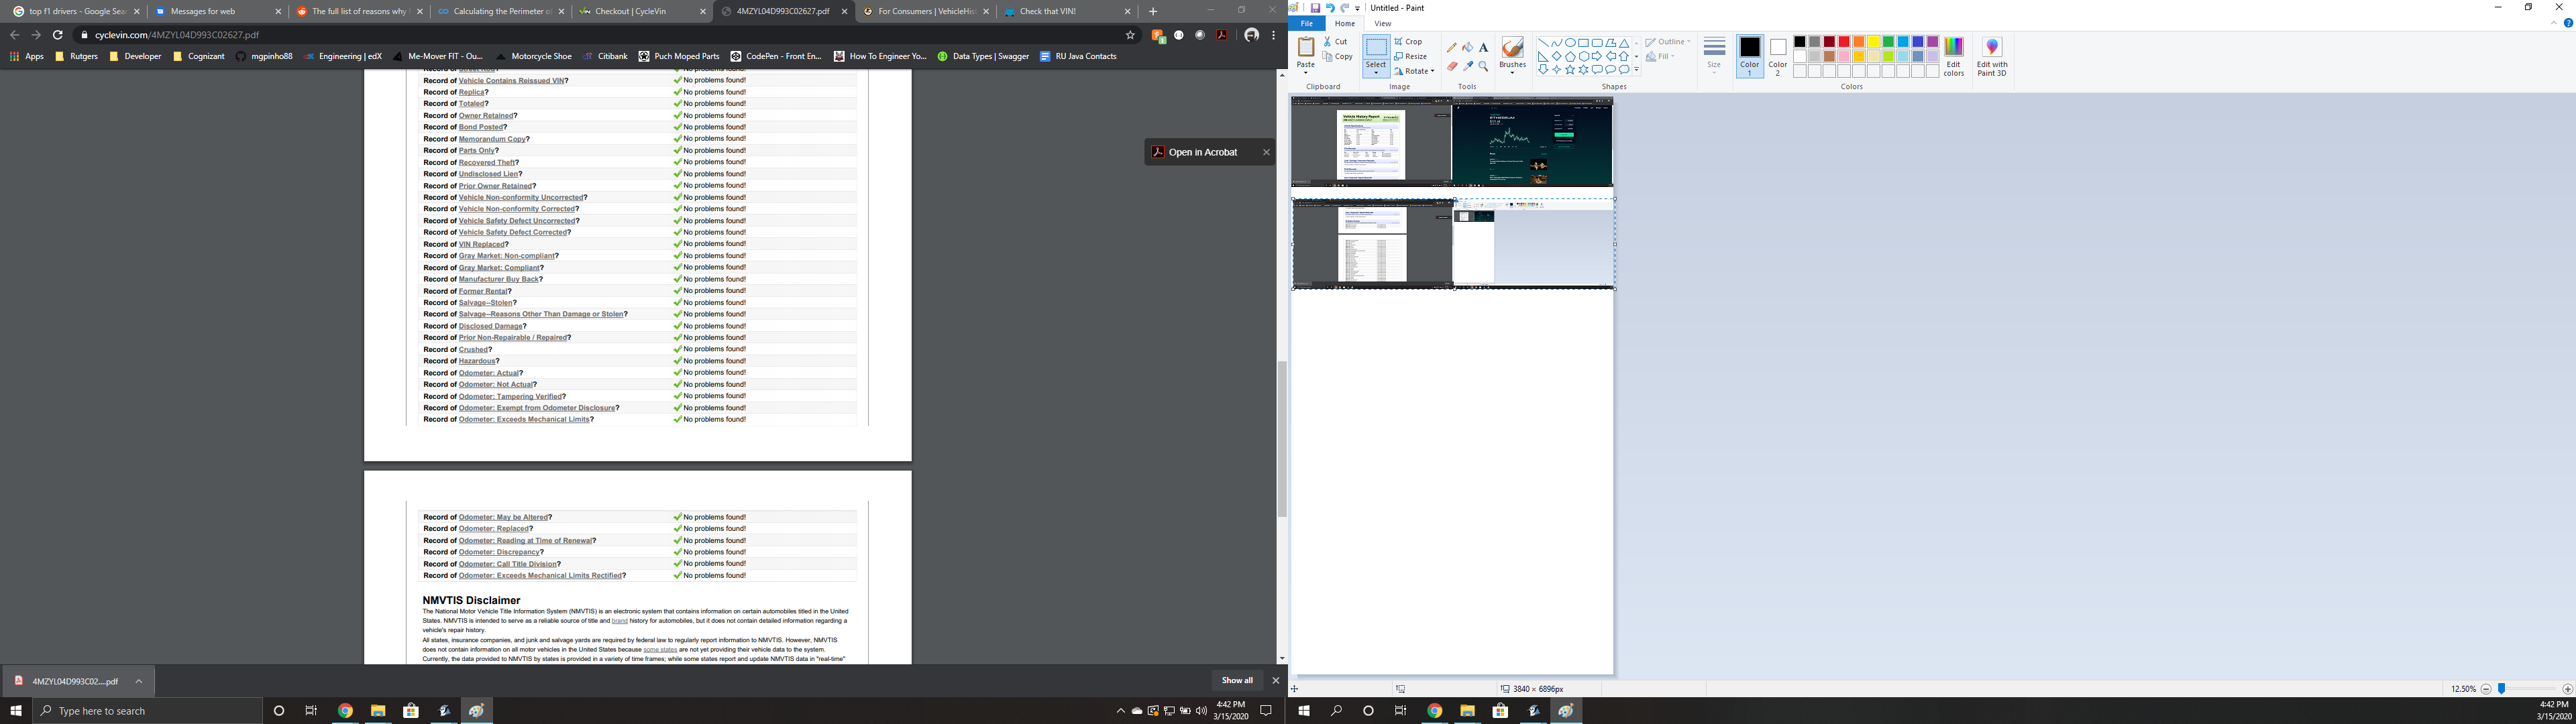 top f1 drivers - Google Sea
Messages for web
The full list of reasons why I
Calculating the Perimeter o
Checkout | CycleVin
4MZYL04D993C02627.pdf
For Consumers | VehicleHis
Check that VIN!
cyclevin.com/4MZYL04D993C02627.pdf
Apps
Rutgers
Developer
Cognizant
mgpinho88
Engineering | edX
Me-Mover FIT - Ou...
Motorcycle Shoe
Citibank
Puch Moped Parts
CodePen - Front En...
How To Engineer Yo...
Data Types | Swagger
RU Java Contacts
Record of Vehicle Contains Reissued VIN? No problems found!
Record of Replica? No problems found!
Record of Totaled? No problems found!
Record of Owner Retained? No problems found!
Record of Bond Posted? No problems found!
Record of Memorandum Copy? No problems found!
Record of Parts Only? No problems found!
Record of Recovered Theft? No problems found!
Record of Undisclosed Lien? No problems found!
Record of Prior Owner Retained? No problems found!
Record of Vehicle Non-conformity Uncorrected? No problems found!
Record of Vehicle Non-conformity Corrected? No problems found!
Record of Vehicle Safety Defect Uncorrected? No problems found!
Record of Vehicle Safety Defect Corrected? No problems found!
Record of VIN Replaced? No problems found!
Record of Gray Market: Non-compliant? No problems found!
Record of Gray Market: Compliant? No problems found!
Record of Manufacturer Buy Back? No problems found!
Record of Former Rental? No problems found!
Record of Salvage--Stolen? No problems found!
Record of Salvage--Reasons Other Than Damage or Stolen? No problems found!
Record of Disclosed Damage? No problems found!
Record of Prior Non-Repairable / Repaired? No problems found!
Record of Crushed? No problems found!
Record of Hazardous? No problems found!
Record of Odometer: Actual? No problems found!
Record of Odometer: Not Actual? No problems found!
Record of Odometer: Tampering Verified? No problems found!
Record of Odometer: Exempt from Odometer Disclosure? No problems found!
Record of Odometer: Exceeds Mechanical Limits? No problems found!
Record of Odometer: May be Altered? No problems found!
Record of Odometer: Replaced? No problems found!
Record of Odometer: Reading at Time of Renewal? No problems found!
Record of Odometer: Discrepancy? No problems found!
Record of Odometer: Call Title Division? No problems found!
Record of Odometer: Exceeds Mechanical Limits Rectified? No problems found!
NMVTIS Disclaimer
The National Motor Vehicle Title Information System (NMVTIS) is an electronic system that contains information on certain automobiles titled in the United
States. NMVTIS is intended to serve as a reliable source of title and brand history for automobiles, but it does not contain detailed information regarding a
vehicle's repair history.
All states, insurance companies, and junk and salvage yards are required by federal law to regularly report information to NMVTIS. However, NMVTIS
does not contain information on all motor vehicles in the United States because some states are not yet providing their vehicle data to the system.
Currently, the data provided to NMVTIS by states is provided in a variety of time frames; while some states report and update NMVTIS data in "real-time"
Open in Acrobat
4MZYL04D993C02....pdf
Show all
Type here to search
4:42 PM
3/15/2020
Untitled - Paint
File
Home
View
Paste
Cut
Copy
Clipboard
Select
Crop
Resize
Rotate
Image
Tools
Brushes
Outline
Fill
Shapes
Size
Color
1
Color
2
Edit
colors
Colors
Edit with
Paint 3D
Vehicle History Report
3840 × 6896px
12.50%
4:42 PM
3/15/2020